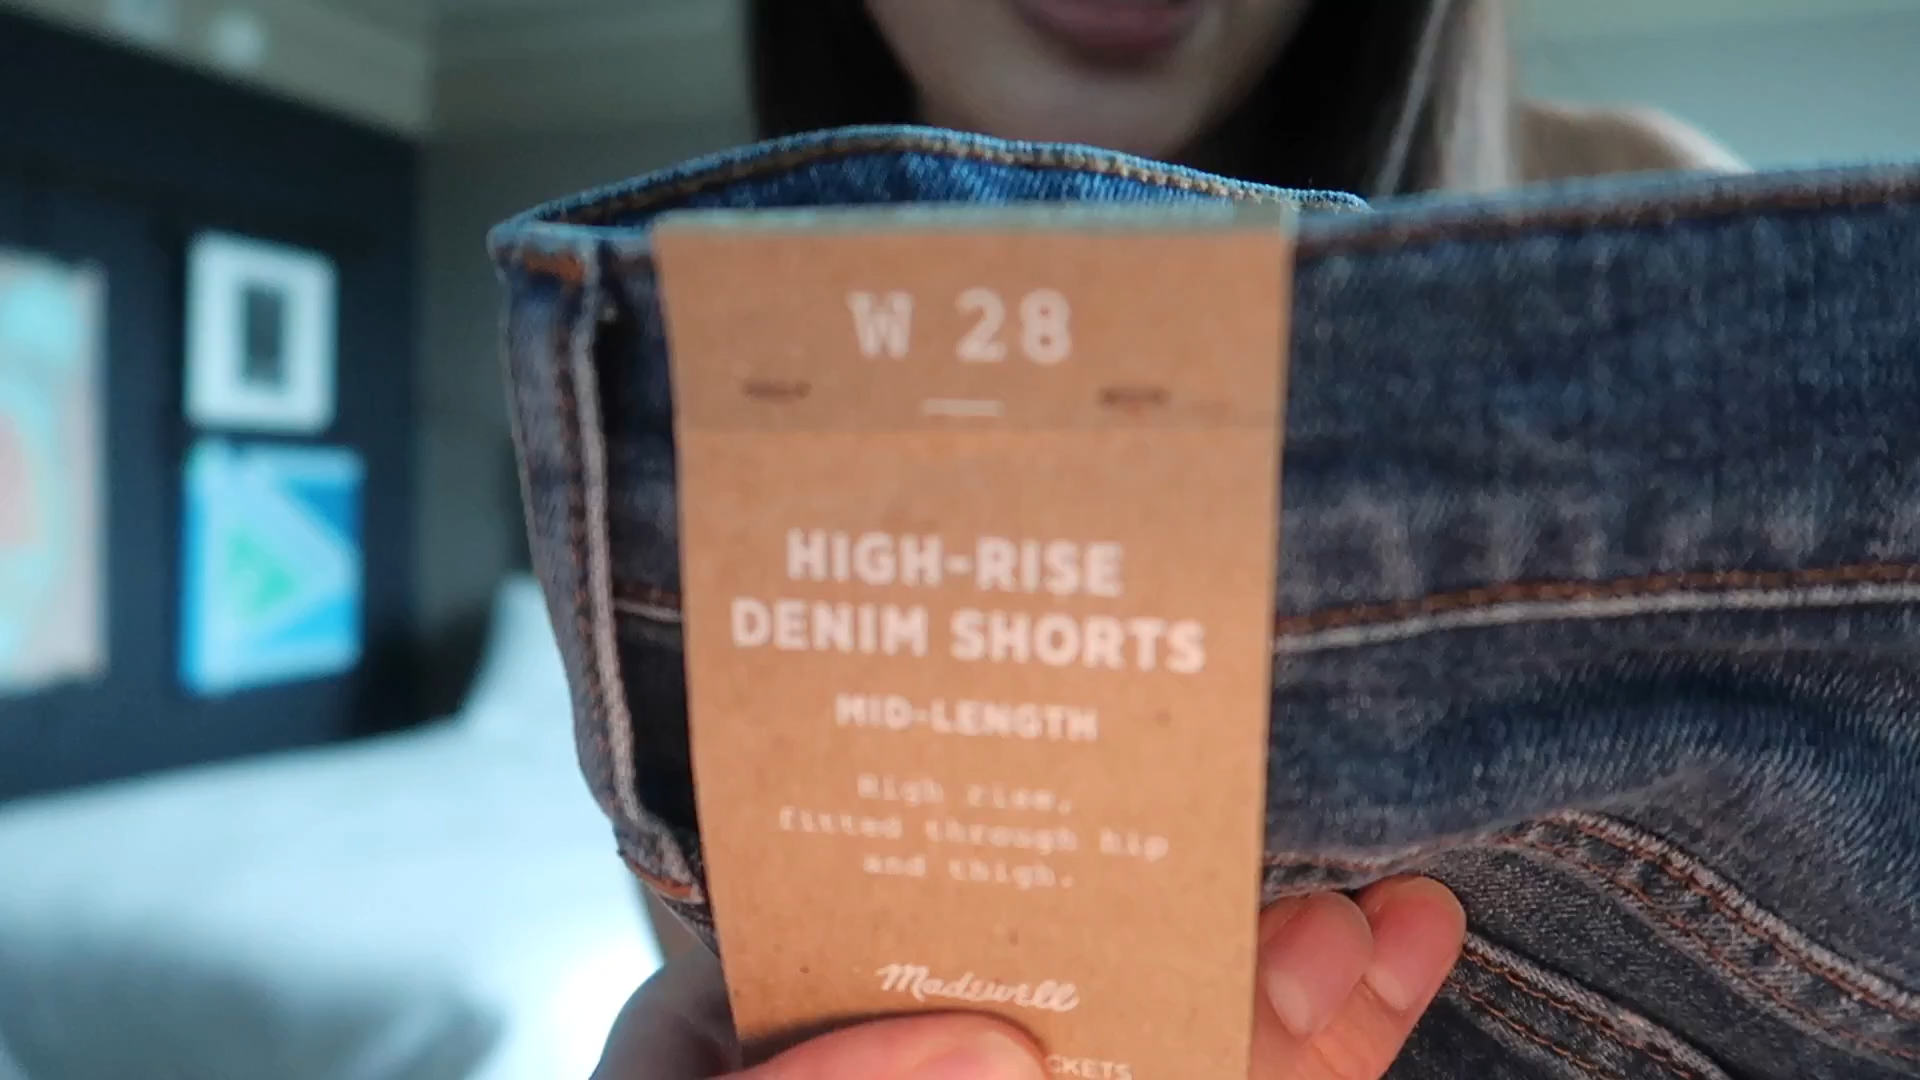 W 28
HIGH-RISE
DENIM SHORTS
MID-LENGTH
High rise,
fitted through hip
and thigh.
Madewell